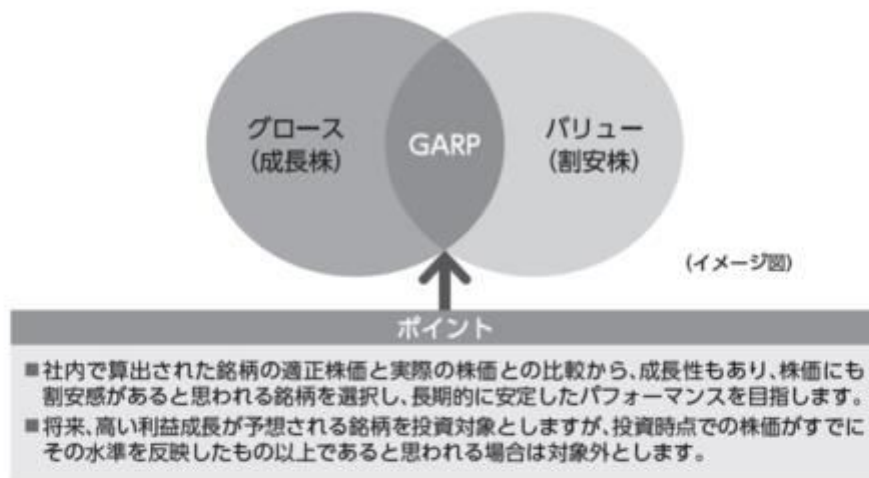 グロース
(成長株)
GARP
バリュー
(割安株)
(イメージ図)
ポイント
■社内で算出された銘柄の適正株価と実際の株価との比較から、成長性もあり、株価にも
割安感があると思われる銘柄を選択し、長期的に安定したパフォーマンスを目指します。
■将来、高い利益成長が予想される銘柄を投資対象としますが、投資時点での株価がすでに
その水準を反映したもの以上であると思われる場合は対象外とします。